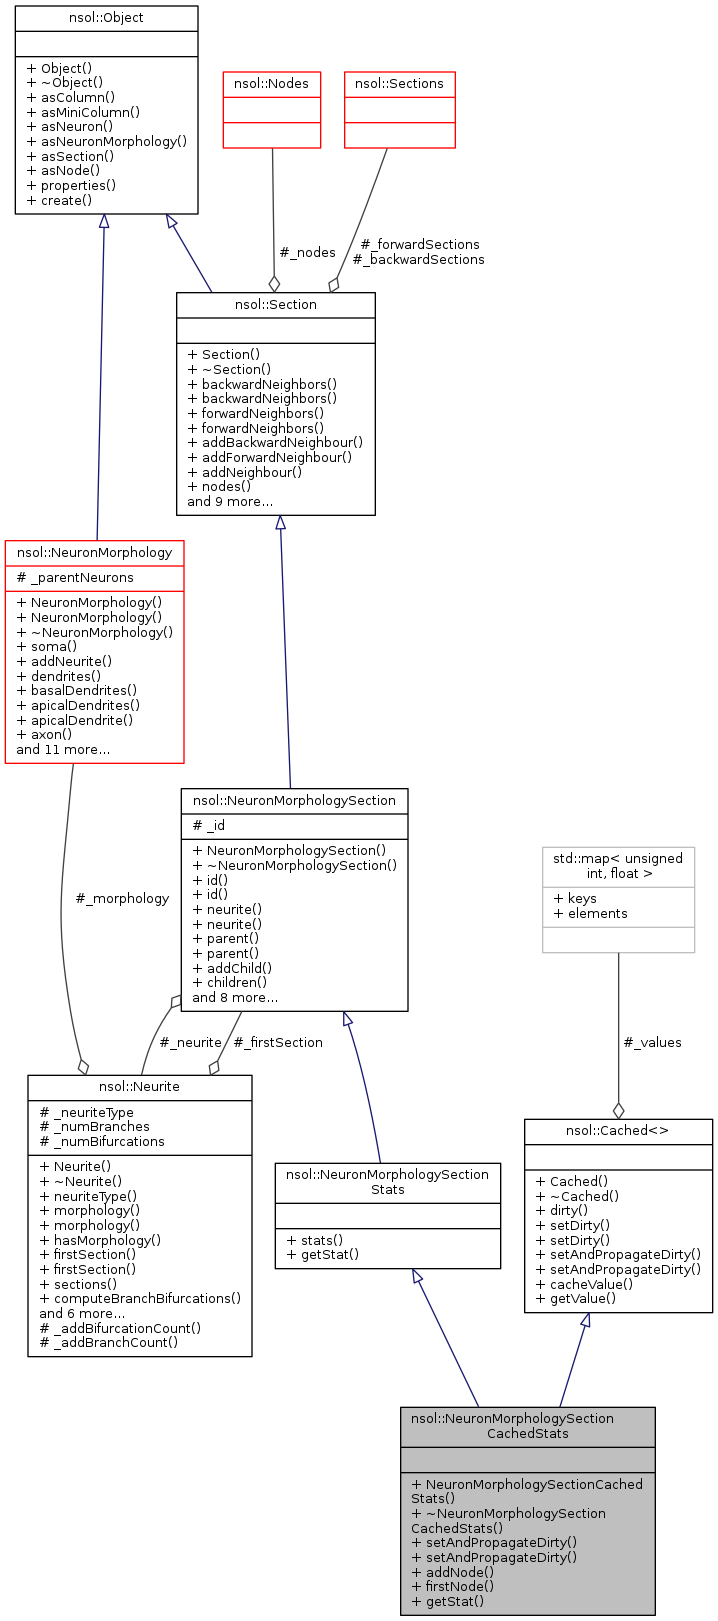 nsol::Object
+ Object()
+ ~Object()
+ asColumn()
+ asMiniColumn()
+ asNeuron()
+ asNeuronMorphology()
+ asSection()
+ asNode()
+ properties()
+ create()
nsol::Nodes
nsol::Sections
#_nodes
#_forwardSections
#_backwardSections
nsol::Section
+ Section()
+ ~Section()
+ backwardNeighbors()
+ backwardNeighbors()
+ forwardNeighbors()
+ forwardNeighbors()
+ addBackwardNeighbour()
+ addForwardNeighbour()
+ addNeighbour()
+ nodes()
and 9 more...
nsol::NeuronMorphology
# _parentNeurons
+ NeuronMorphology()
+ NeuronMorphology()
+ ~NeuronMorphology()
+ soma()
+ addNeurite()
+ dendrites()
+ basalDendrites()
+ apicalDendrites()
+ apicalDendrite()
+ axon()
and 11 more...
nsol::NeuronMorphologySection
# _id
+ NeuronMorphologySection()
+ ~NeuronMorphologySection()
+ id()
+ id()
+ neurite()
+ neurite()
+ parent()
+ parent()
+ addChild()
+ children()
and 8 more...
std::map< unsigned
int, float >
+ keys
+ elements
#_morphology
#_neurite
#_firstSection
#_values
nsol::Neurite
# _neuriteType
# _numBranches
# _numBifurcations
+ Neurite()
+ ~Neurite()
+ neuriteType()
+ morphology()
+ morphology()
+ hasMorphology()
+ firstSection()
+ firstSection()
+ sections()
+ computeBranchBifurcations()
and 6 more...
# _addBifurcationCount()
# _addBranchCount()
nsol::NeuronMorphologySection
Stats
+ stats()
+ getStat()
nsol::Cached<>
+ Cached()
+ ~Cached()
+ dirty()
+ setDirty()
+ setDirty()
+ setAndPropagateDirty()
+ setAndPropagateDirty()
+ cacheValue()
+ getValue()
nsol::NeuronMorphologySection
CachedStats
+ NeuronMorphologySectionCached
Stats()
+ ~NeuronMorphologySection
CachedStats()
+ setAndPropagateDirty()
+ setAndPropagateDirty()
+ addNode()
+ firstNode()
+ getStat()